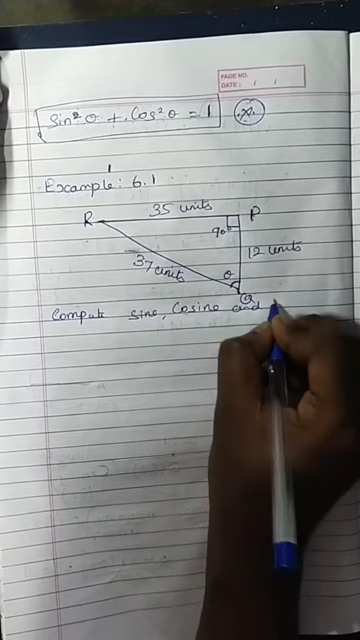 PAGE NO.
DATE : / /
sin²θ + cos²θ = 1
Example: 6.1
35 units
R
P
90°
12 units
37 units
θ
Q
Compute sine, Cosine and